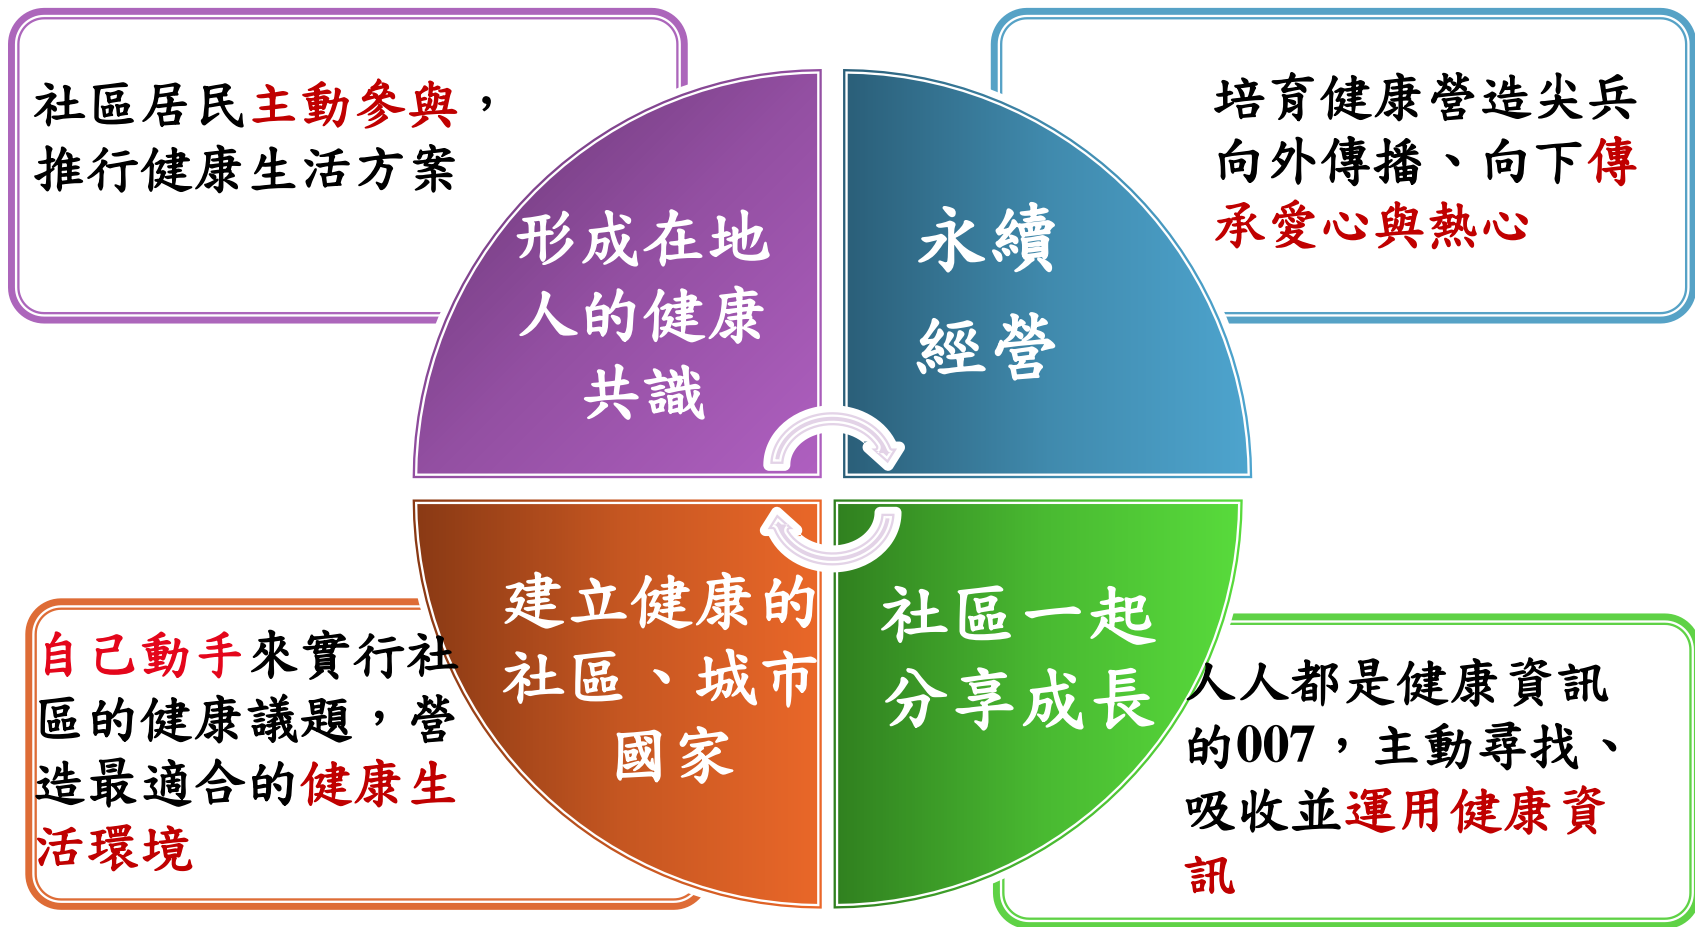 社區居民主動參與，
推行健康生活方案
形成在地
人的健康
共識
永續
經營
培育健康營造尖兵
向外傳播、向下傳
承愛心與熱心
自己動手來實行社
區的健康議題，營
造最適合的健康生
活環境
建立健康的
社區、城市
國家
社區一起
分享成長
人人都是健康資訊
的007，主動尋找、
吸收並運用健康資
訊